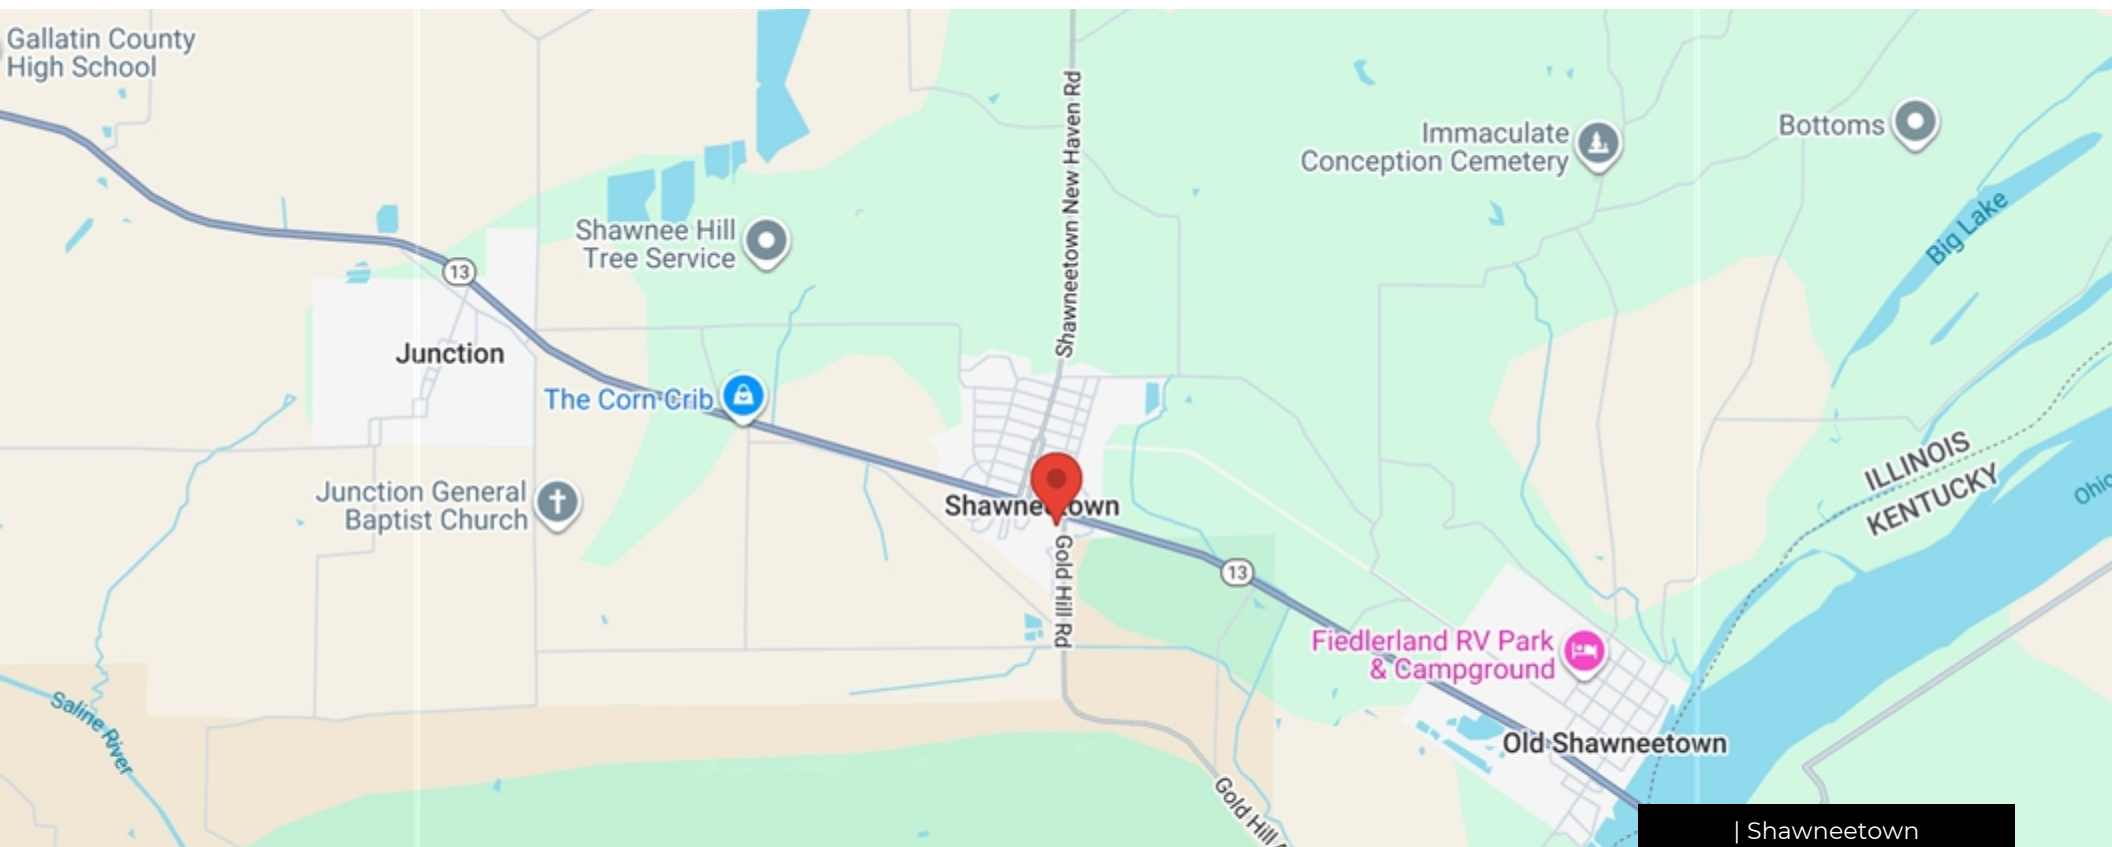 Gallatin County
High School
Shawneetown New Haven Rd
Immaculate
Conception Cemetery
Bottoms
Big Lake
Shawnee Hill
Tree Service
13
Junction
The Corn Crib
ILLINOIS
KENTUCKY
Junction General
Baptist Church
Shawneetown
Gold Hill Rd
13
Fiedlerland RV Park
& Campground
Saline River
Old Shawneetown
Gold Hill
| Shawneetown